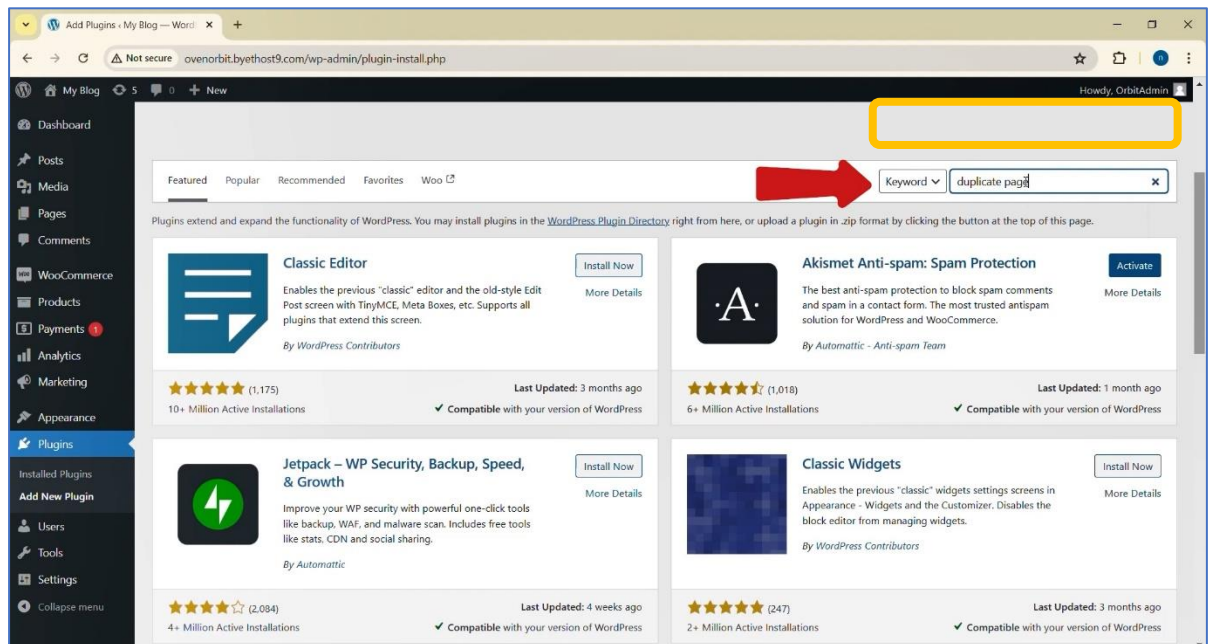 Add Plugins ‹ My Blog — Word
Not secure ovenorbit.byethost9.com/wp-admin/plugin-install.php
n
My Blog 5 0 + New
Howdy, OrbitAdmin
Dashboard
Posts
Media
Pages
Comments
WooCommerce
Products
Payments 1
Analytics
Marketing
Appearance
Plugins
Installed Plugins
Add New Plugin
Users
Tools
Settings
Collapse menu
Featured Popular Recommended Favorites Woo
Keyword duplicate page
Plugins extend and expand the functionality of WordPress. You may install plugins in the WordPress Plugin Directory right from here, or upload a plugin in .zip format by clicking the button at the top of this page.
Classic Editor
Install Now
More Details
Enables the previous "classic" editor and the old-style Edit
Post screen with TinyMCE, Meta Boxes, etc. Supports all
plugins that extend this screen.
By WordPress Contributors
(1,175)
Last Updated: 3 months ago
10+ Million Active Installations
✔ Compatible with your version of WordPress
·A·
Akismet Anti-spam: Spam Protection
Activate
More Details
The best anti-spam protection to block spam comments
and spam in a contact form. The most trusted antispam
solution for WordPress and WooCommerce.
By Automattic - Anti-spam Team
(1,018)
Last Updated: 1 month ago
6+ Million Active Installations
✔ Compatible with your version of WordPress
Jetpack – WP Security, Backup, Speed,
& Growth
Install Now
More Details
Improve your WP security with powerful one-click tools
like backup, WAF, and malware scan. Includes free tools
like stats, CDN and social sharing.
By Automattic
(2,084)
Last Updated: 4 weeks ago
4+ Million Active Installations
✔ Compatible with your version of WordPress
Classic Widgets
Install Now
More Details
Enables the previous "classic" widgets settings screens in
Appearance - Widgets and the Customizer. Disables the
block editor from managing widgets.
By WordPress Contributors
(247)
Last Updated: 3 months ago
2+ Million Active Installations
✔ Compatible with your version of WordPress